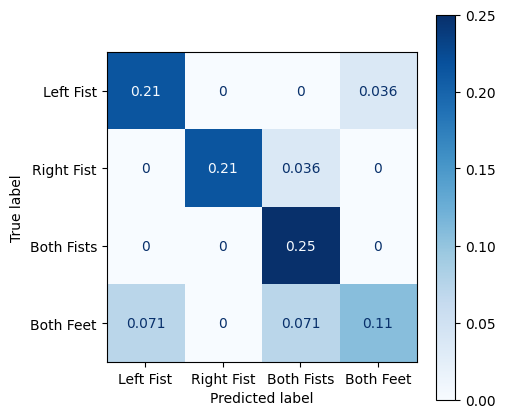 Left Fist 0.21 0 0 0.036
Right Fist 0 0.21 0.036 0
Both Fists 0 0 0.25 0
Both Feet 0.071 0 0.071 0.11
Left Fist Right Fist Both Fists Both Feet
Predicted label
True label
0.25
0.20
0.15
0.10
0.05
0.00